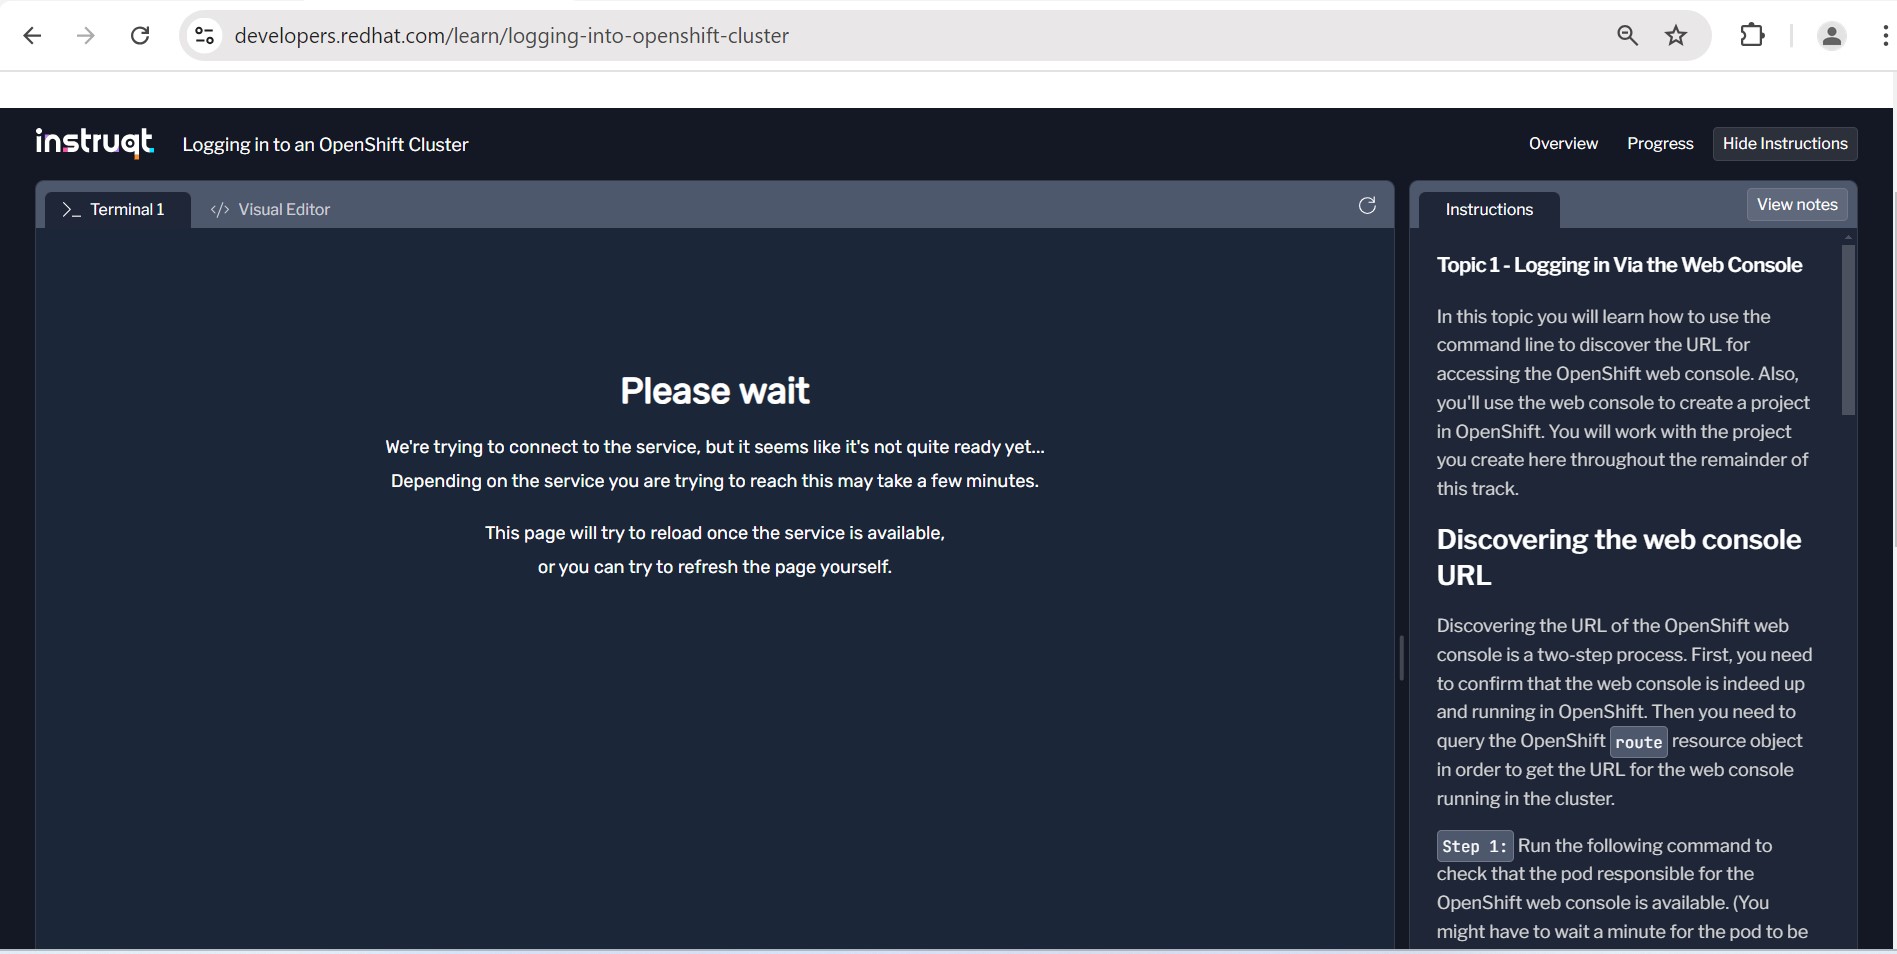 developers.redhat.com/learn/logging-into-openshift-cluster
instruqt
Logging in to an OpenShift Cluster
Overview
Progress
Hide Instructions
>_ Terminal 1
</> Visual Editor
Instructions
View notes
Please wait
We're trying to connect to the service, but it seems like it's not quite ready yet...
Depending on the service you are trying to reach this may take a few minutes.
This page will try to reload once the service is available,
or you can try to refresh the page yourself.
Topic 1 - Logging in Via the Web Console
In this topic you will learn how to use the
command line to discover the URL for
accessing the OpenShift web console. Also,
you'll use the web console to create a project
in OpenShift. You will work with the project
you create here throughout the remainder of
this track.
Discovering the web console
URL
Discovering the URL of the OpenShift web
console is a two-step process. First, you need
to confirm that the web console is indeed up
and running in OpenShift. Then you need to
query the OpenShift route resource object
in order to get the URL for the web console
running in the cluster.
Step 1: Run the following command to
check that the pod responsible for the
OpenShift web console is available. (You
might have to wait a minute for the pod to be